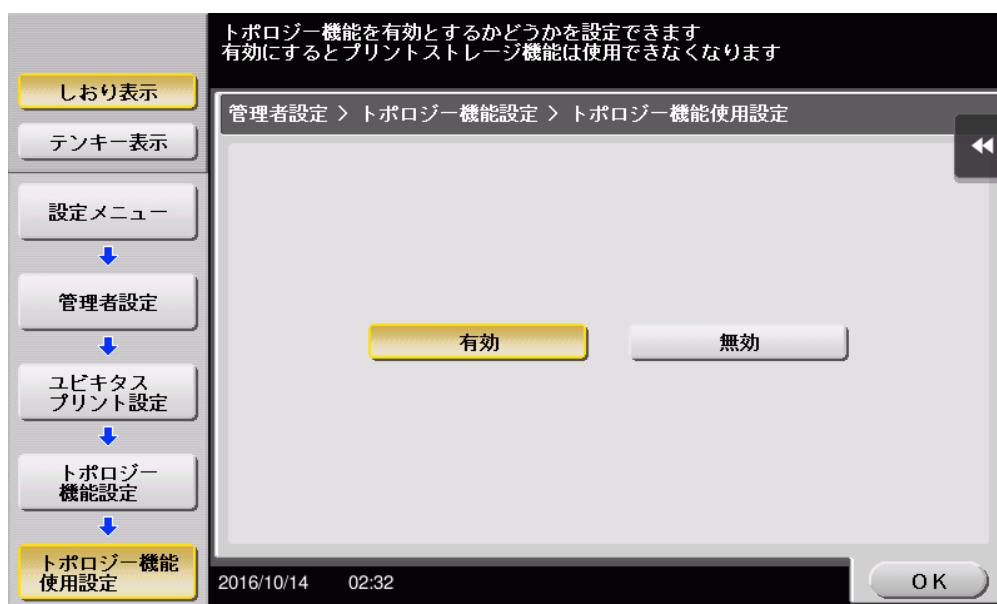 トポロジー機能を有効とするかどうかを設定できます
有効にするとプリントストレージ機能は使用できなくなります
しおり表示
テンキー表示
管理者設定 > トポロジー機能設定 > トポロジー機能使用設定
設定メニュー
管理者設定
ユビキタス
プリント設定
トポロジー
機能設定
トポロジー機能
使用設定
有効
無効
2016/10/14 02:32
OK